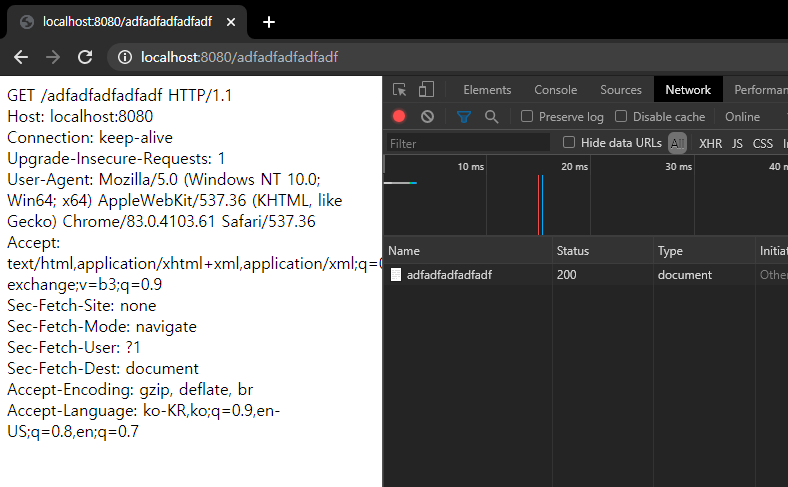 localhost:8080/adfadfadfadfadf
localhost:8080/adfadfadfadfadf
GET /adfadfadfadfadf HTTP/1.1
Host: localhost:8080
Connection: keep-alive
Upgrade-Insecure-Requests: 1
User-Agent: Mozilla/5.0 (Windows NT 10.0;
Win64; x64) AppleWebKit/537.36 (KHTML, like
Gecko) Chrome/83.0.4103.61 Safari/537.36
Accept:
text/html,application/xhtml+xml,application/xml;q=0
exchange;v=b3;q=0.9
Sec-Fetch-Site: none
Sec-Fetch-Mode: navigate
Sec-Fetch-User: ?1
Sec-Fetch-Dest: document
Accept-Encoding: gzip, deflate, br
Accept-Language: ko-KR,ko;q=0.9,en-
US;q=0.8,en;q=0.7
Elements Console Sources Network Performan
Preserve log Disable cache Online
Filter Hide data URLs All XHR JS CSS I
10 ms 20 ms 30 ms 40 m
Name Status Type Initiat
adfadfadfadfadf 200 document Other